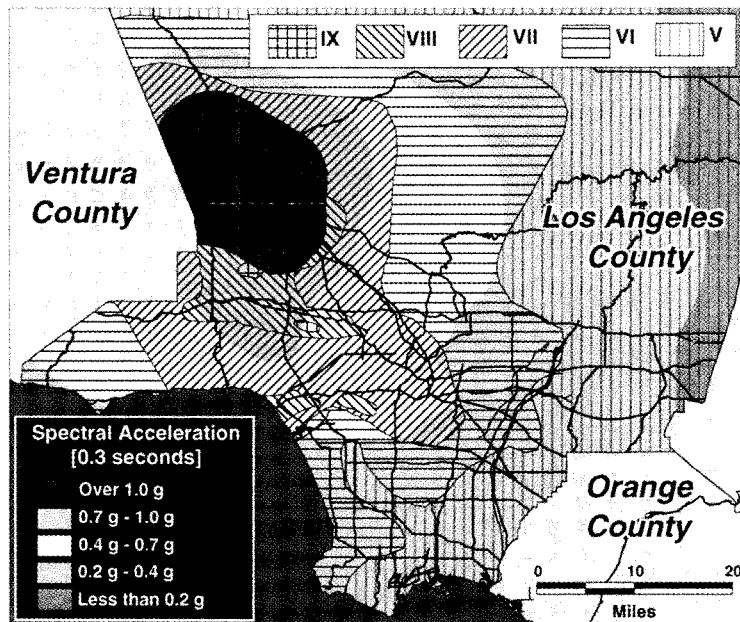 IX VIII VII VI V
Ventura
County
Los Angeles
County
Spectral Acceleration
[0.3 seconds]
Over 1.0 g
0.7 g - 1.0 g
0.4 g - 0.7 g
0.2 g - 0.4 g
Less than 0.2 g
Orange
County
0 10 20
Miles